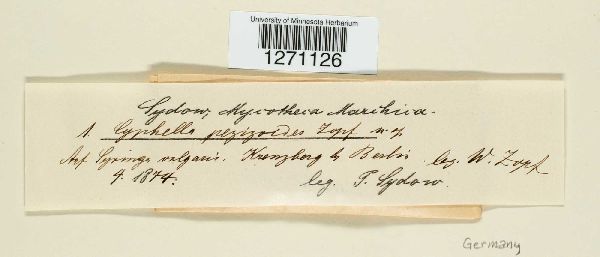 University of Minnesota Herbarium
1271126
Sydow, Mycotheca Marchica.
1 Cyphella pezizoides Zopf n. sp.
Auf Syringa vulgaris. Kreuzberg b Berlin leg. W. Zopf
4. 1874. leg. P. Sydow.
Germany